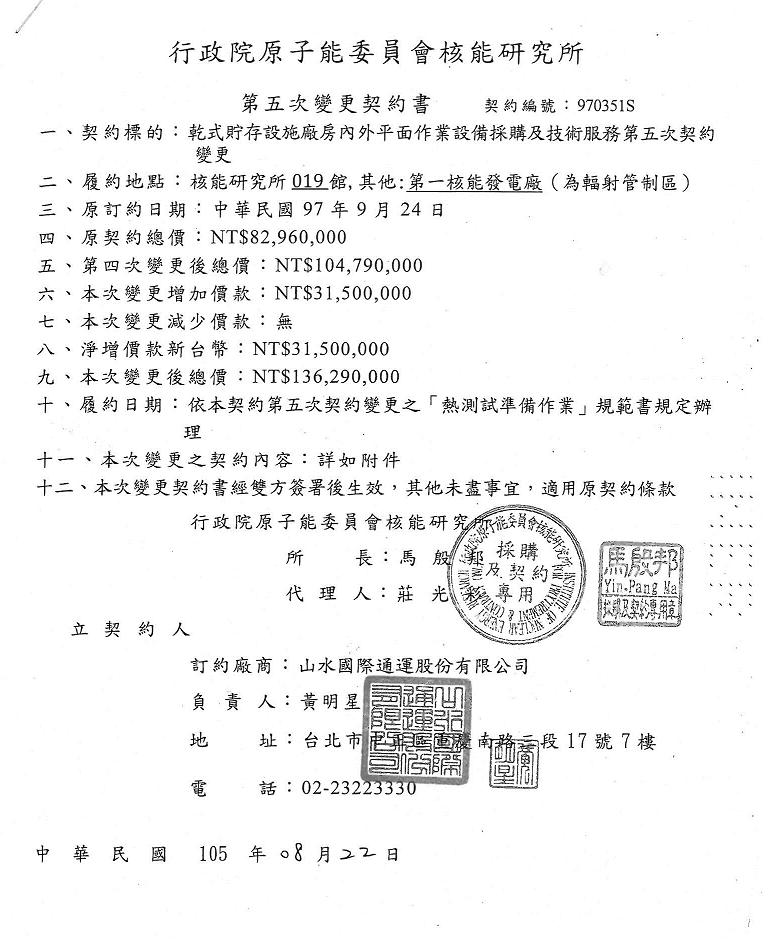 行政院原子能委員會核能研究所
第五次變更契約書 契約編號：970351S
一、契約標的：乾式貯存設施廠房內外平面作業設備採購及技術服務第五次契約
變更
二、履約地點：核能研究所 019 館, 其他: 第一核能發電廠（為輻射管制區）
三、原訂約日期：中華民國 97 年 9 月 24 日
四、原契約總價：NT$82,960,000
五、第四次變更後總價：NT$104,790,000
六、本次變更增加價款：NT$31,500,000
七、本次變更減少價款：無
八、淨增價款新台幣：NT$31,500,000
九、本次變更後總價：NT$136,290,000
十、履約日期：依本契約第五次契約變更之「熱測試準備作業」規範書規定辦
理
十一、本次變更之契約內容：詳如附件
十二、本次變更契約書經雙方簽署後生效，其他未盡事宜，適用原契約條款
行政院原子能委員會核能研究所
所 長：馬 殷 邦
代 理 人：莊 光
採購
及契約
專用
馬殷邦
Yin-Pang Ma
採購及契約專用章
立 契 約 人
訂約廠商：山水國際通運股份有限公司
負 責 人：黃明星
地 址：台北市中正區重慶南路三段 17 號 7 樓
電 話：02-23223330
中 華 民 國 105 年 08 月 22 日